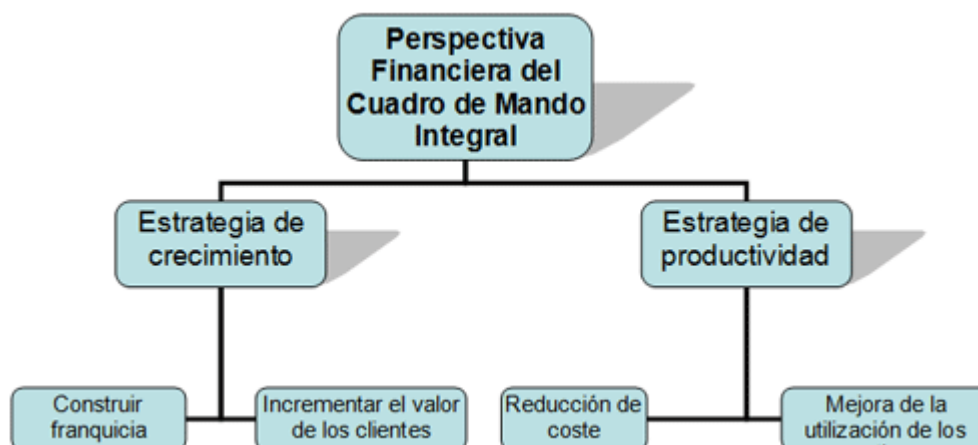 Perspectiva
Financiera del
Cuadro de Mando
Integral
Estrategia de
crecimiento
Estrategia de
productividad
Construir
franquicia
Incrementar el valor
de los clientes
Reducción de
coste
Mejora de la
utilización de los